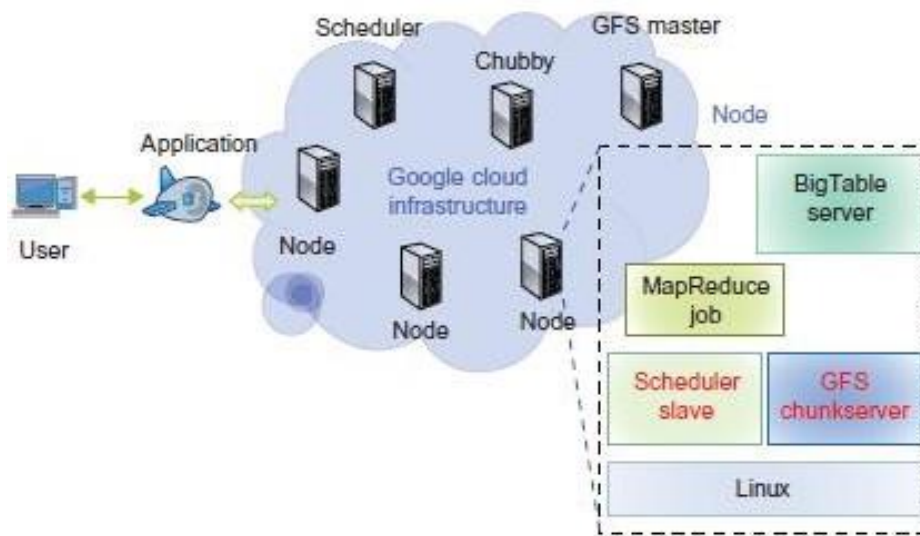 Scheduler
GFS master
Chubby
Node
Application
Google cloud
infrastructure
BigTable
server
User
Node
MapReduce
job
Node
Node
Scheduler
slave
GFS
chunkserver
Linux